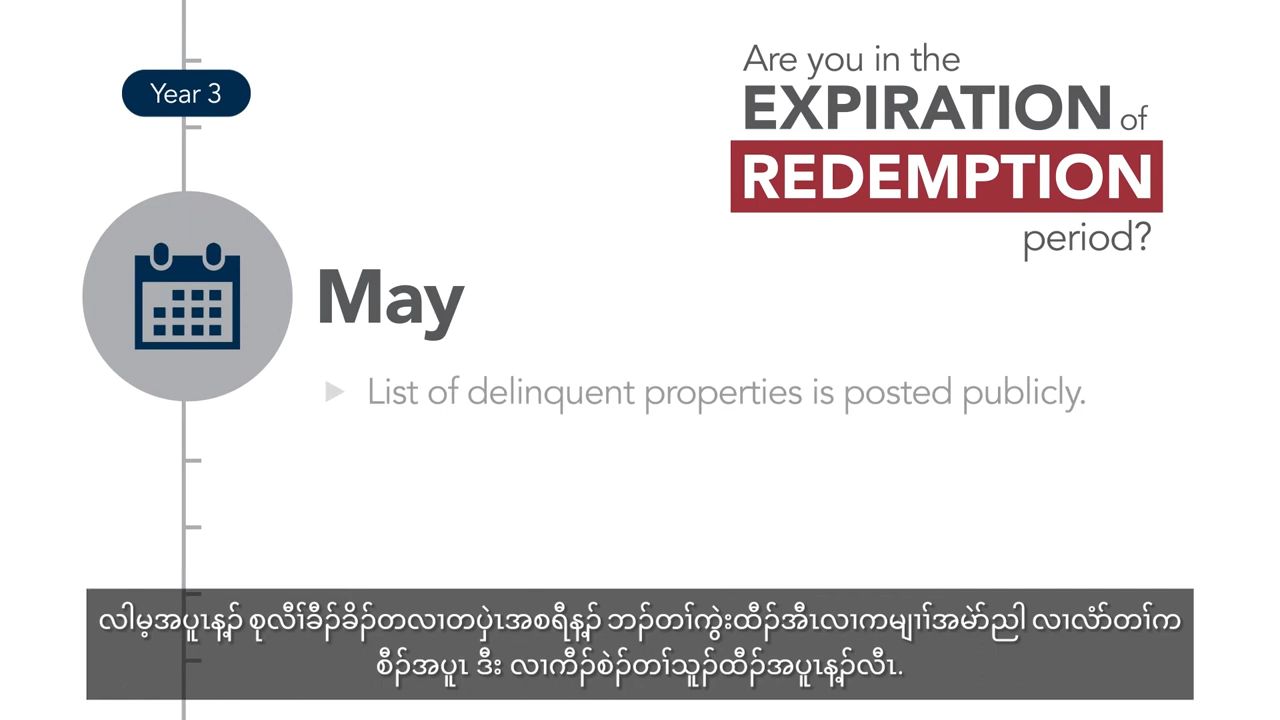 Year 3
Are you in the
EXPIRATION of
REDEMPTION
period?
May
List of delinquent properties is posted publicly.
လါမ့အပူၤန့ၣ် စုလီၢ်ခီၣ်ခိၣ်တလၢတပှဲၤအစရီန့ၣ် ဘၣ်တၢ်ကွဲးထီၣ်အီၤလၢကမျၢၢ်အမဲာ်ညါ လၢလံာ်တၢ်က
စီၣ်အပူၤ ဒီး လၢကီၣ်စဲၣ်တၢ်သူၣ်ထီၣ်အပူၤန့ၣ်လီၤ.